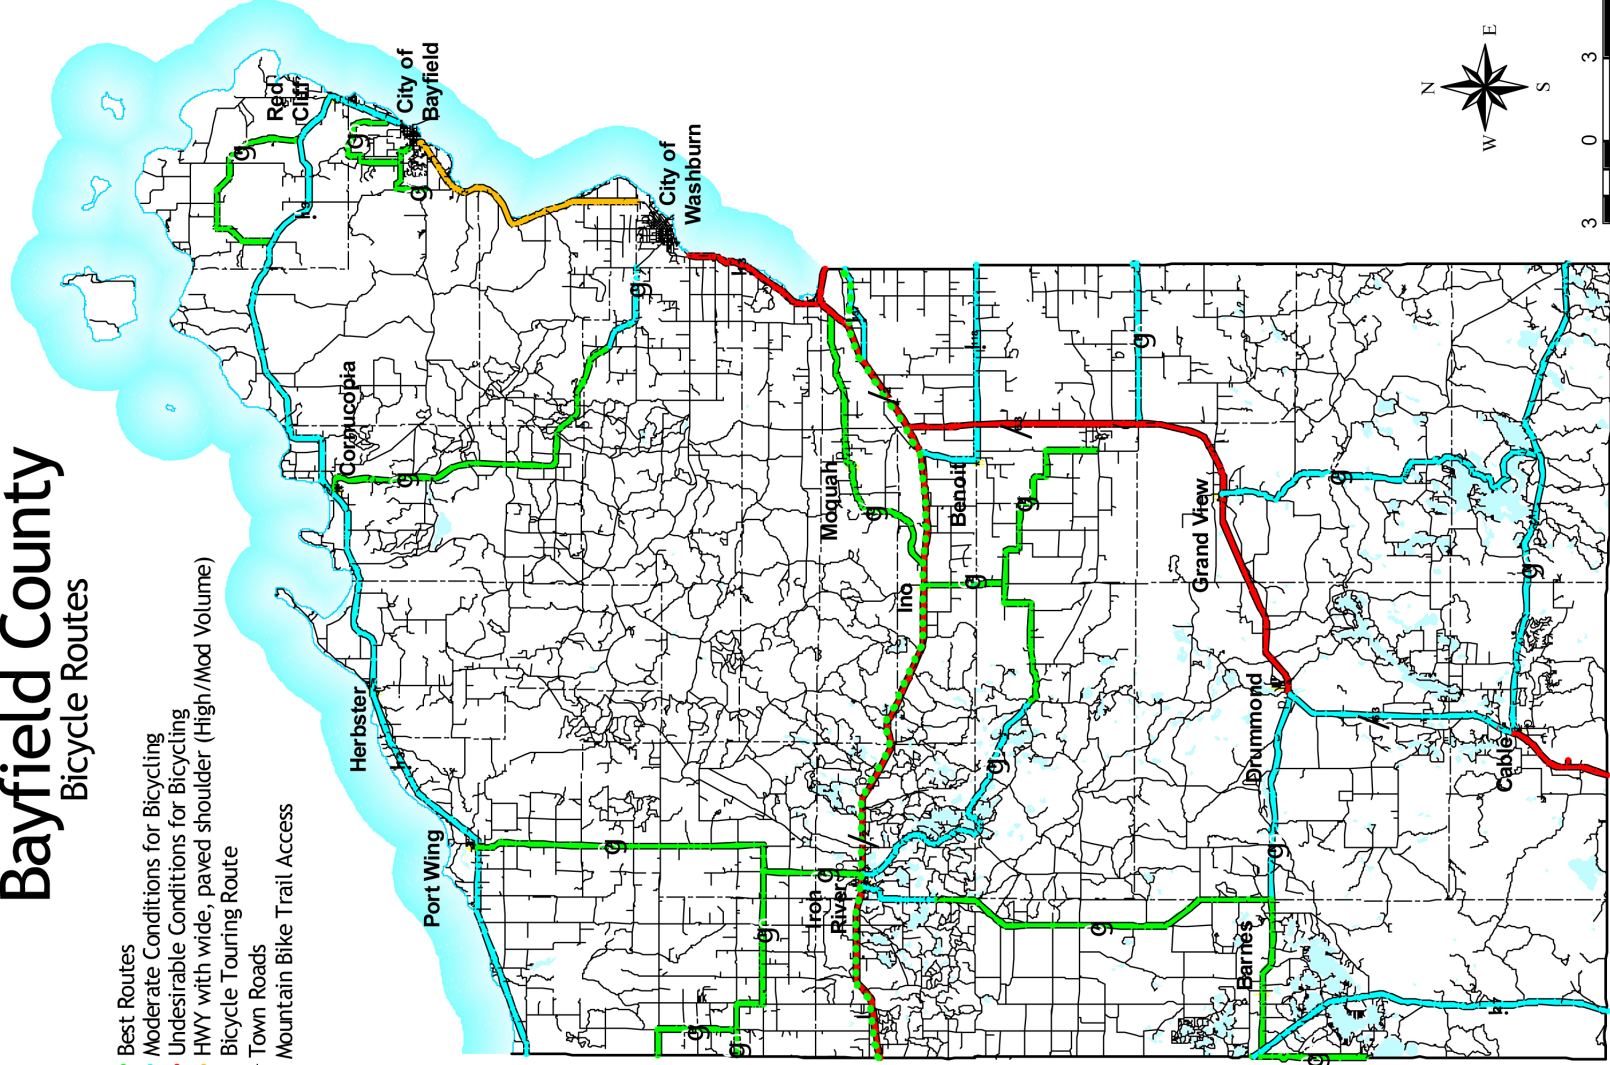 Bayfield County
Bicycle Routes
Best Routes
Moderate Conditions for Bicycling
Undesirable Conditions for Bicycling
HWY with wide, paved shoulder (High/Mod Volume)
Bicycle Touring Route
Town Roads
Mountain Bike Trail Access
Red
Cliff
City of
Bayfield
City of
Washburn
Cornucopia
Herbster
Port Wing
Moquah
Benoit
Ino
Iron
River
Grand View
Drummond
Barnes
Cable
N
E
S
W
3
0
3